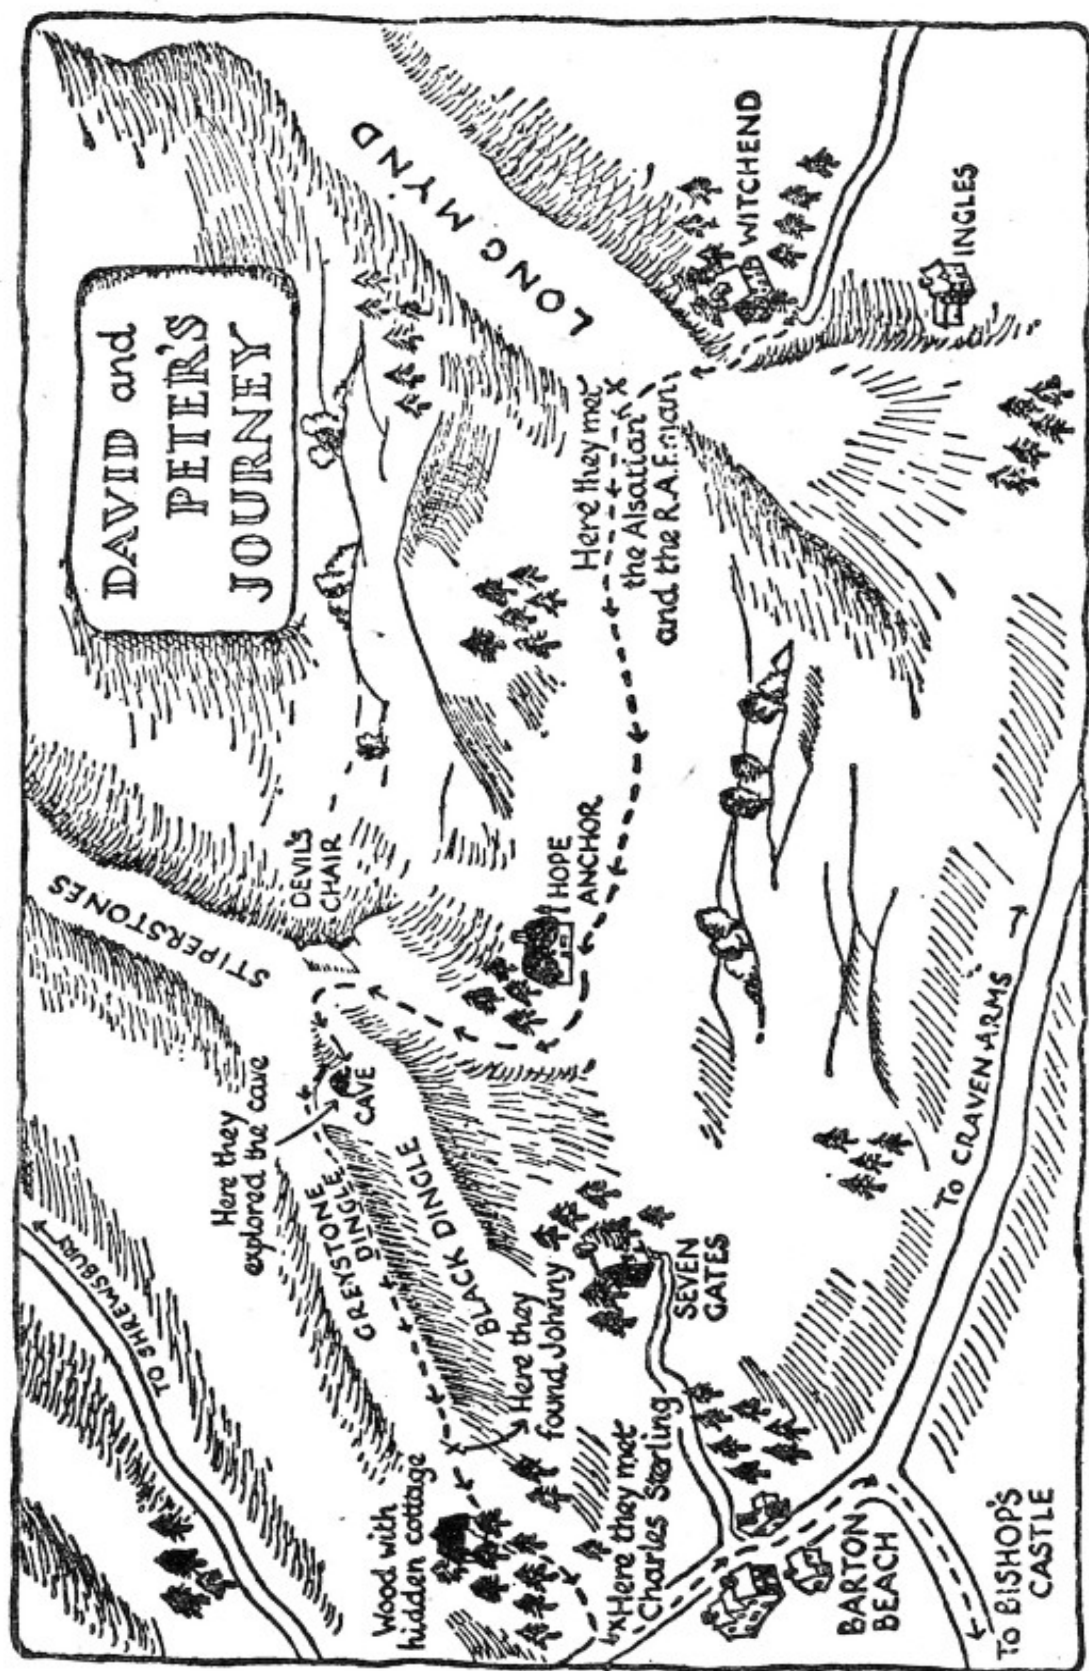 DAVID and
PETER'S
JOURNEY
LONG MYND
WITCHEND
INGLES
Here they met
the Alsatian
and the R.A.F. man
STIPERSTONES
DEVIL'S
CHAIR
HOPE
ANCHOR
Here they
explored the cave
CAVE
GREYSTONE
DINGLE
BLACK DINGLE
Here they
found Johnny
SEVEN
GATES
TO SHREWSBURY
Wood with
hidden cottage
Here they met
Charles Sterling
BARTON
BEACH
TO CRAVEN ARMS
TO BISHOP'S
CASTLE